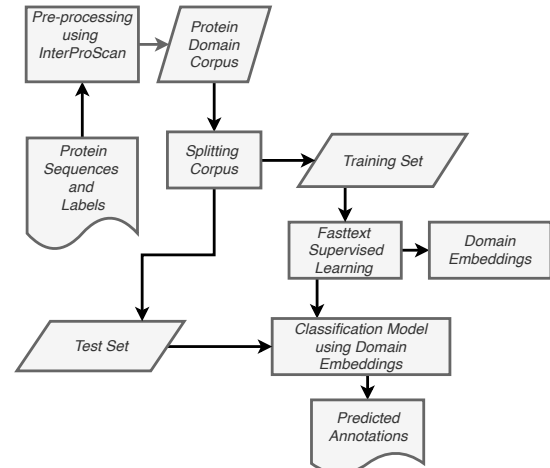 Pre-processing
using
InterProScan
Protein
Domain
Corpus
Protein
Sequences
and
Labels
Splitting
Corpus
Training Set
Fasttext
Supervised
Learning
Domain
Embeddings
Test Set
Classification Model
using Domain
Embeddings
Predicted
Annotations